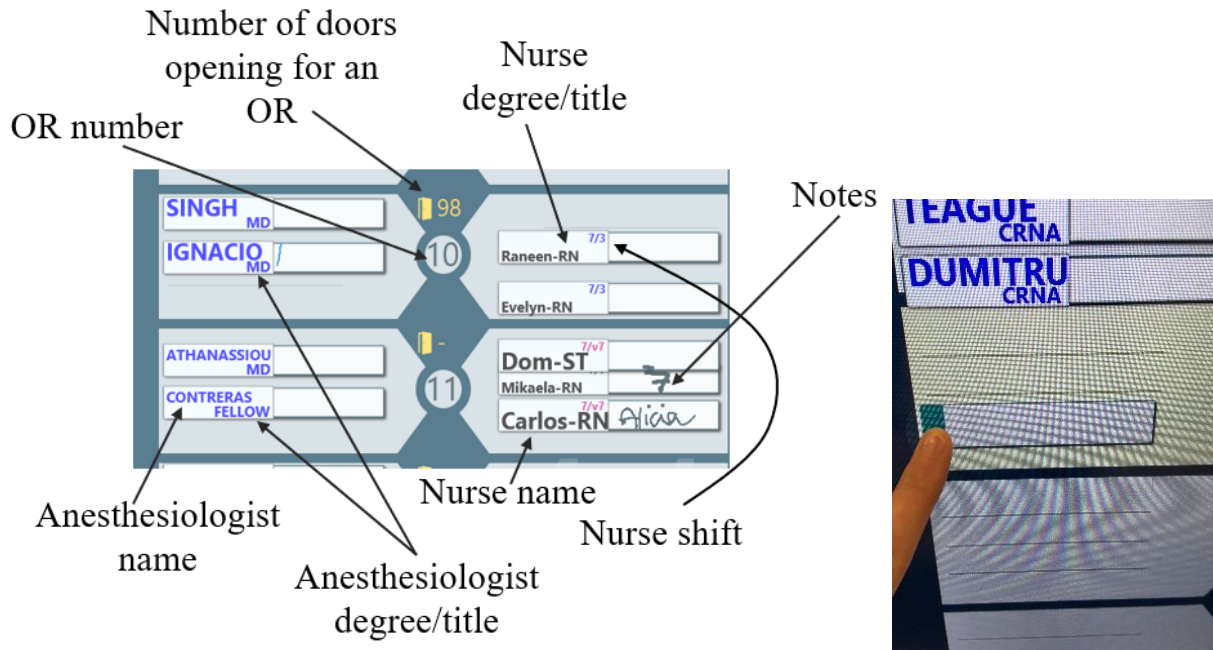 Number of doors
opening for an
OR
Nurse
degree/title
OR number
Notes
SINGH
MD
98
IGNACIO
MD
10
7/3
Raneen-RN
7/3
Evelyn-RN
-
ATHANASSIOU
MD
7/v7
Dom-ST
11
Mikaela-RN
7
CONTRERAS
FELLOW
7/v7
Carlos-RN
Alicia
TEAGUE
CRNA
DUMITRU
CRNA
Nurse name
Anesthesiologist
name
Nurse shift
Anesthesiologist
degree/title